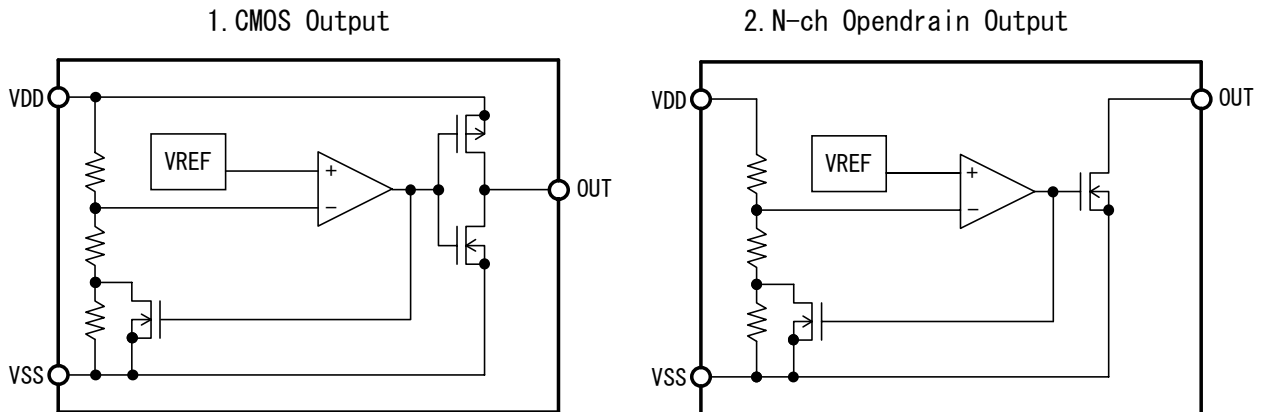 1.CMOS Output
VDD
VREF
+
−
OUT
VSS
2.N-ch Opendrain Output
VDD
VREF
+
−
OUT
VSS